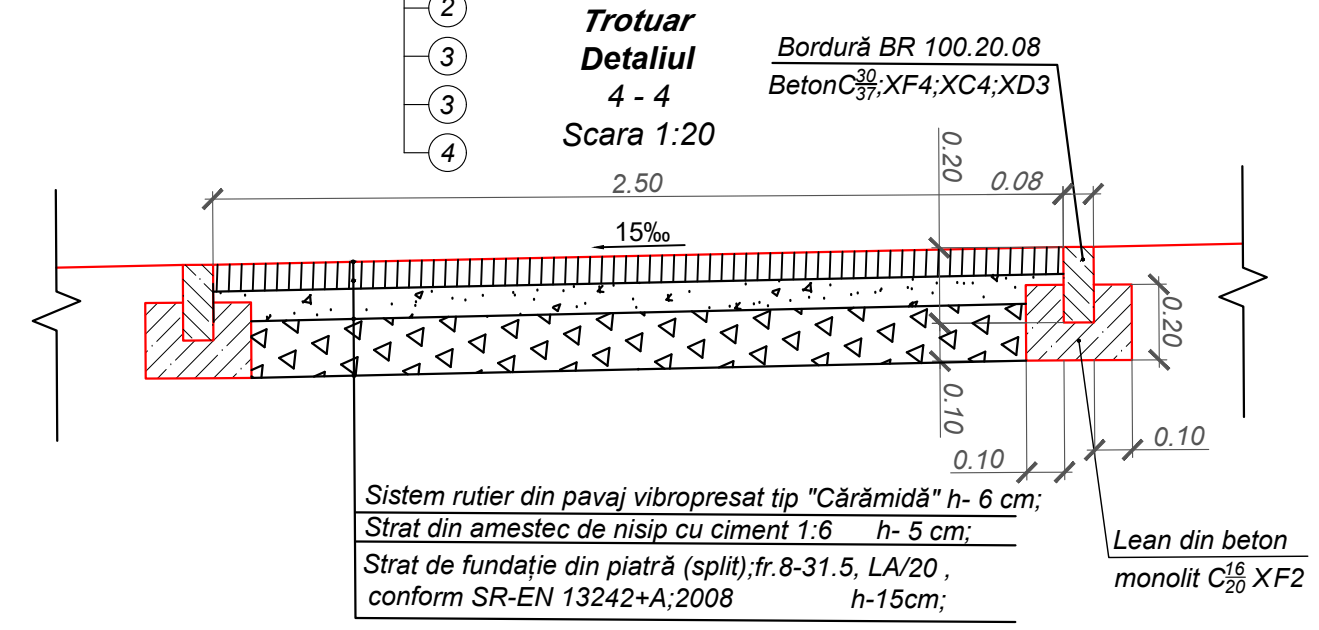 2
3
3
4
Trotuar
Detaliul
4 - 4
Scara 1:20
Bordură BR 100.20.08
BetonC30/37;XF4;XC4;XD3
2.50
0.20
0.08
15‰
0.20
0.10
0.10
0.10
Sistem rutier din pavaj vibropresat tip "Cărămidă" h- 6 cm;
Strat din amestec de nisip cu ciment 1:6 h- 5 cm;
Strat de fundație din piatră (split);fr.8-31.5, LA/20 ,
conform SR-EN 13242+A;2008 h-15cm;
Lean din beton
monolit C16/20 XF2